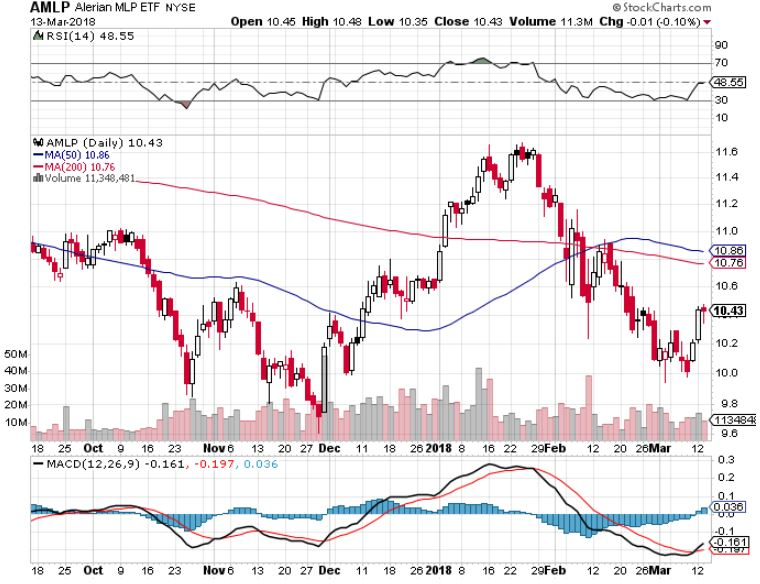 AMLP Alerian MLP ETF NYSE © StockCharts.com
13-Mar-2018 Open 10.45 High 10.48 Low 10.35 Close 10.43 Volume 11.3M Chg -0.01 (-0.10%)
RSI(14) 48.55
90
70
48.55
30
10
AMLP (Daily) 10.43
MA(50) 10.86
MA(200) 10.76
Volume 11,348,481
11.6
11.4
11.2
11.0
10.86
10.76
10.6
10.43
10.2
10.0
9.8
9.6
50M
40M
30M
20M
10M
1134848
18 25 Oct 9 16 23 Nov 6 13 20 27 Dec 11 18 26 2018 8 16 22 29 Feb 12 20 26 Mar 12
MACD(12,26,9) -0.161, -0.197, 0.036
0.3
0.2
0.1
0.036
-0.1
-0.161
-0.197
18 25 Oct 9 16 23 Nov 6 13 20 27 Dec 11 18 26 2018 8 16 22 29 Feb 12 20 26 Mar 12